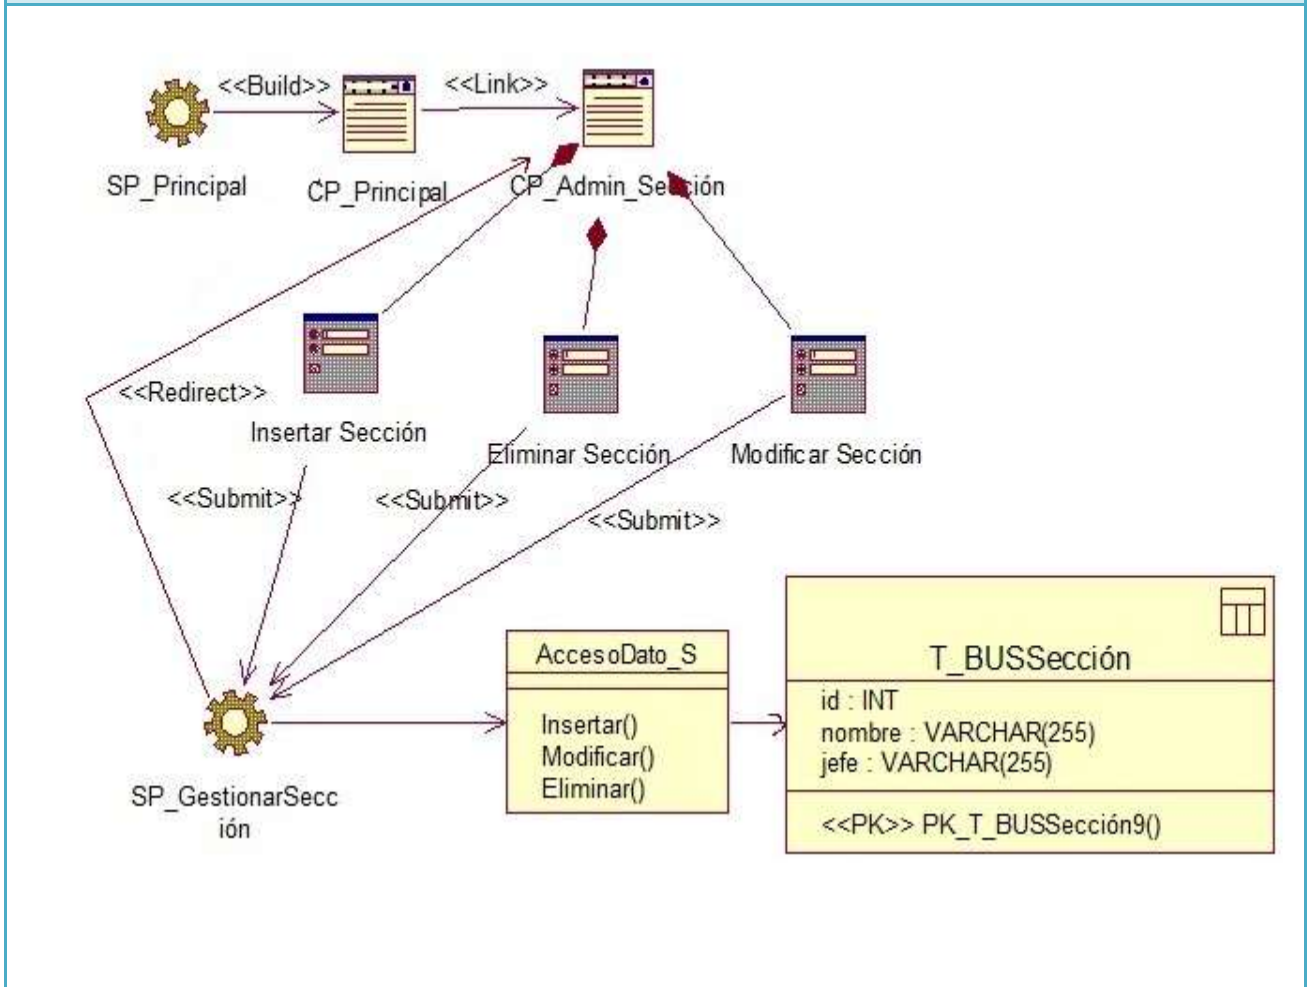 <<Build>>
<<Link>>
SP_Principal
CP_Principal
CP_Admin_Sección
<<Redirect>>
Insertar Sección
Eliminar Sección
Modificar Sección
<<Submit>>
<<Submit>>
<<Submit>>
SP_GestionarSecc
ión
AccesoDato_S
Insertar()
Modificar()
Eliminar()
T_BUSSección
id : INT
nombre : VARCHAR(255)
jefe : VARCHAR(255)
<<PK>> PK_T_BUSSección9()